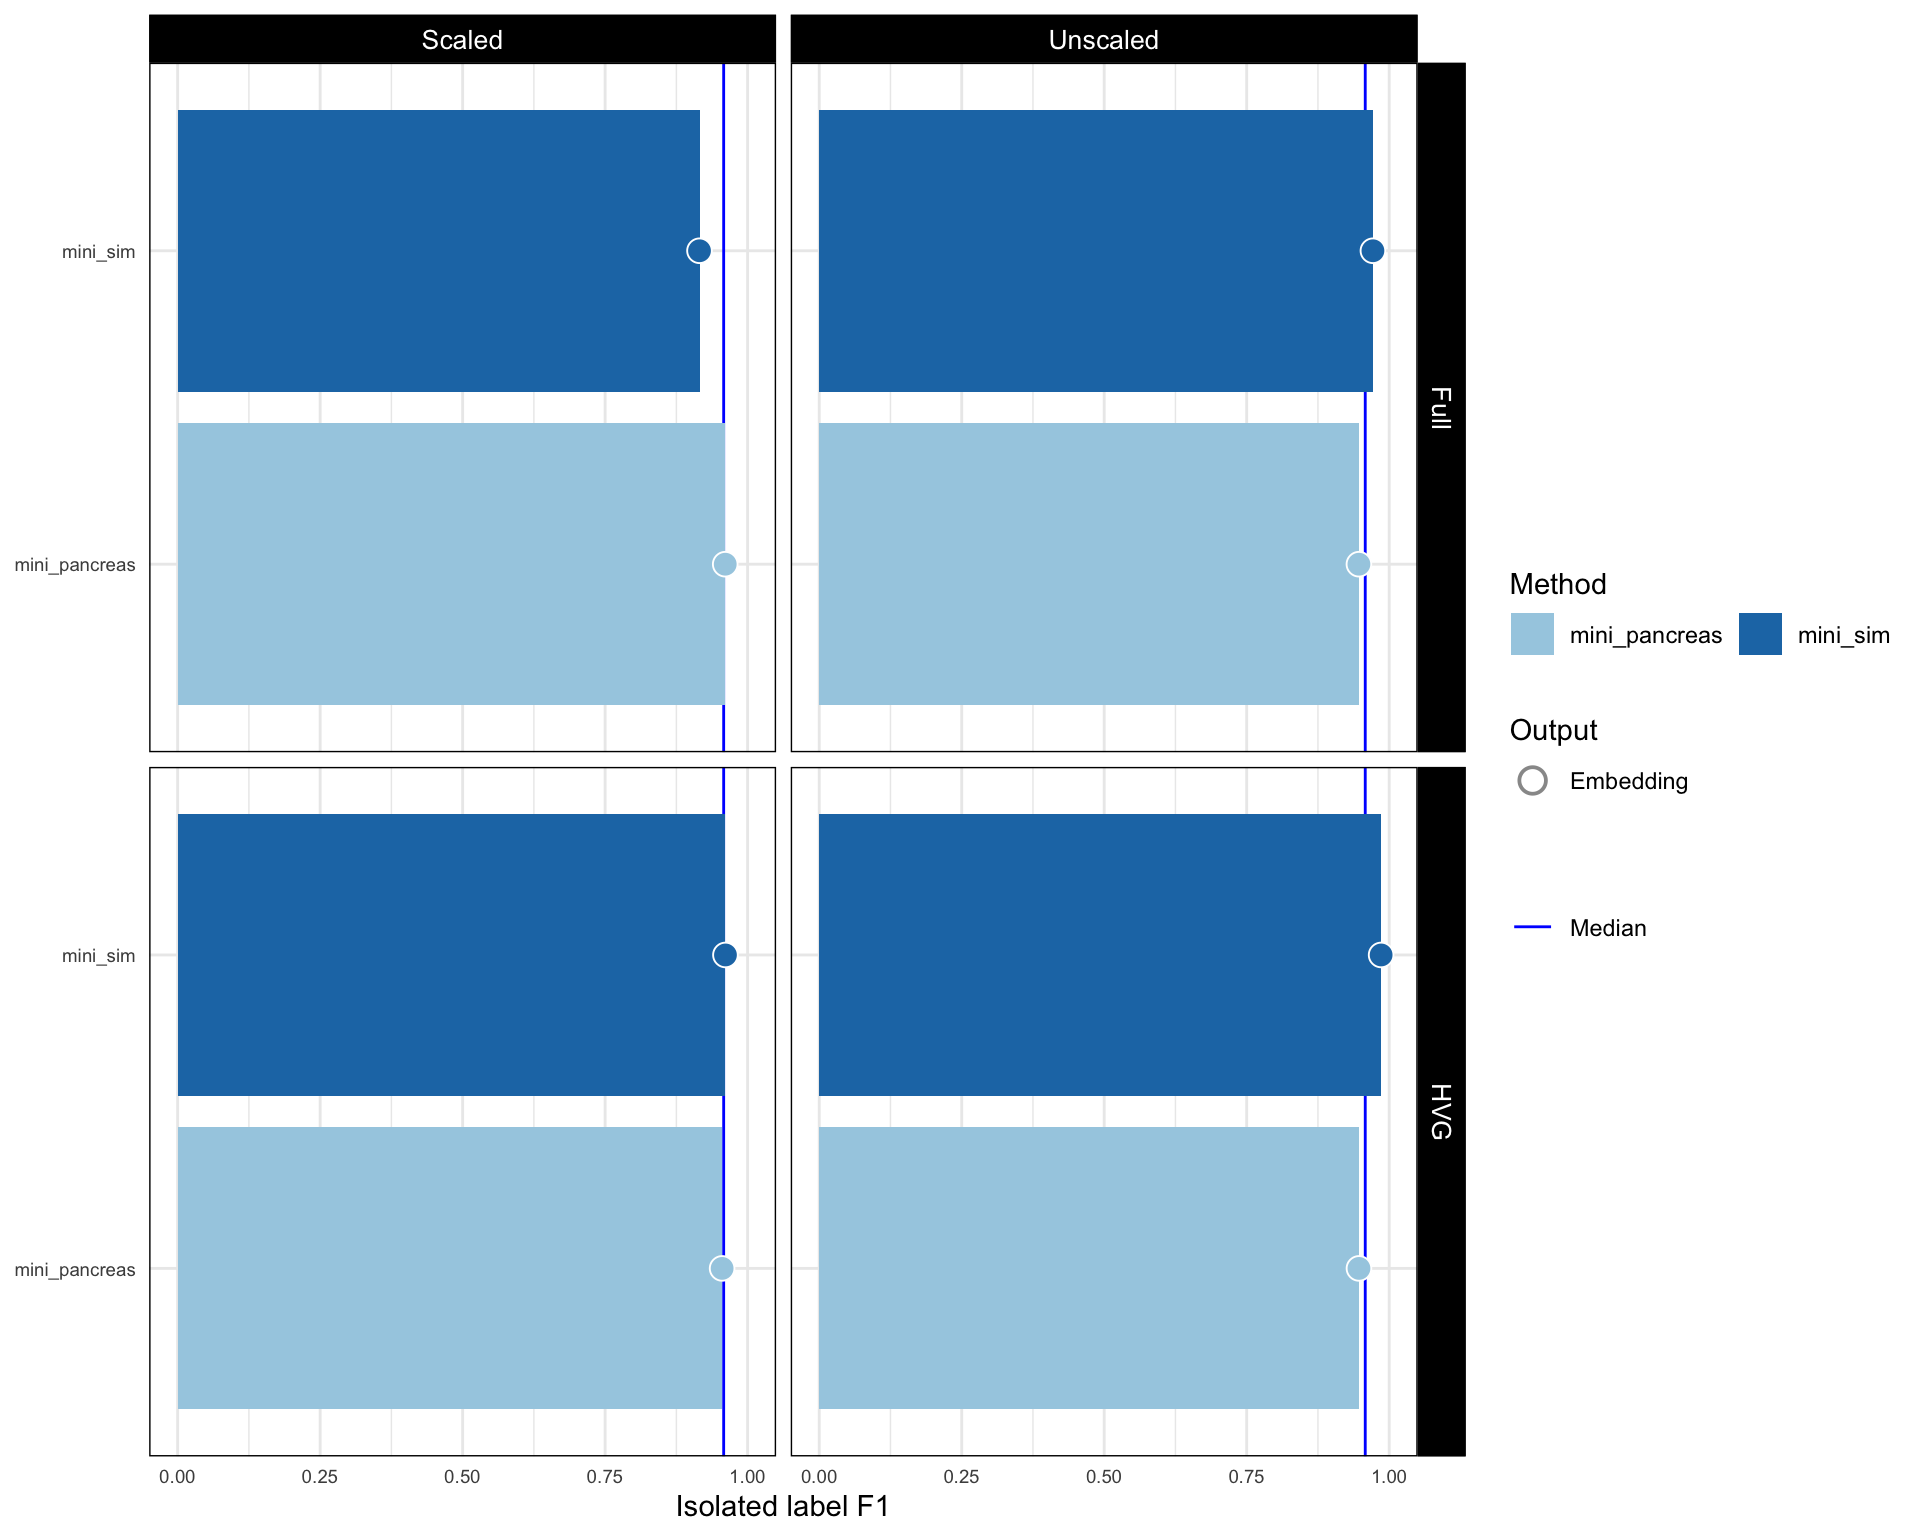 Scaled
Unscaled
mini_sim
mini_pancreas
Full
mini_sim
mini_pancreas
HVG
0.00 0.25 0.50 0.75 1.00
0.00 0.25 0.50 0.75 1.00
Isolated label F1
Method
mini_pancreas mini_sim
Output
Embedding
Median